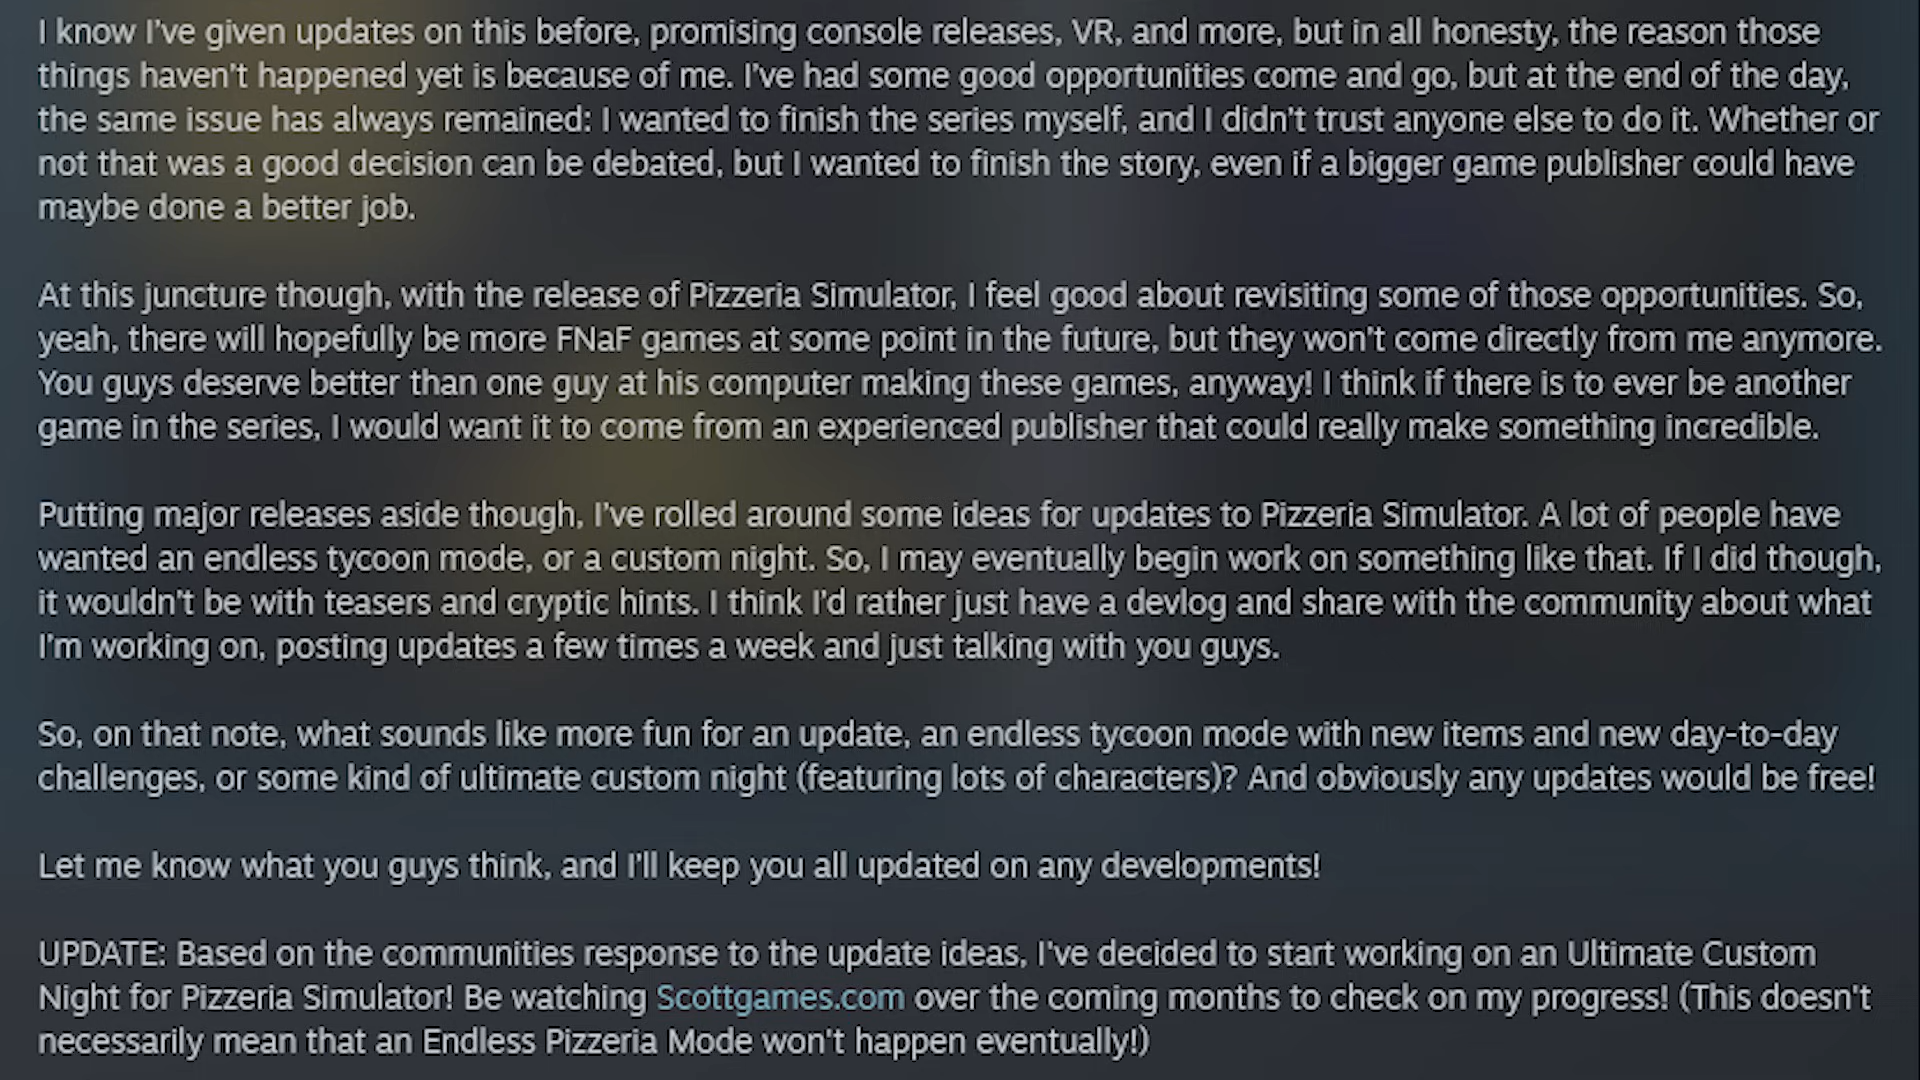 I know I've given updates on this before, promising console releases, VR, and more, but in all honesty, the reason those
things haven't happened yet is because of me. I've had some good opportunities come and go, but at the end of the day,
the same issue has always remained: I wanted to finish the series myself, and I didn't trust anyone else to do it. Whether or
not that was a good decision can be debated, but I wanted to finish the story, even if a bigger game publisher could have
maybe done a better job.
At this juncture though, with the release of Pizzeria Simulator, I feel good about revisiting some of those opportunities. So,
yeah, there will hopefully be more FNaF games at some point in the future, but they won't come directly from me anymore.
You guys deserve better than one guy at his computer making these games, anyway! I think if there is to ever be another
game in the series, I would want it to come from an experienced publisher that could really make something incredible.
Putting major releases aside though, I've rolled around some ideas for updates to Pizzeria Simulator. A lot of people have
wanted an endless tycoon mode, or a custom night. So, I may eventually begin work on something like that. If I did though,
it wouldn't be with teasers and cryptic hints. I think I'd rather just have a devlog and share with the community about what
I'm working on, posting updates a few times a week and just talking with you guys.
So, on that note, what sounds like more fun for an update, an endless tycoon mode with new items and new day-to-day
challenges, or some kind of ultimate custom night (featuring lots of characters)? And obviously any updates would be free!
Let me know what you guys think, and I'll keep you all updated on any developments!
UPDATE: Based on the communities response to the update ideas, I've decided to start working on an Ultimate Custom
Night for Pizzeria Simulator! Be watching Scottgames.com over the coming months to check on my progress! (This doesn't
necessarily mean that an Endless Pizzeria Mode won't happen eventually!)